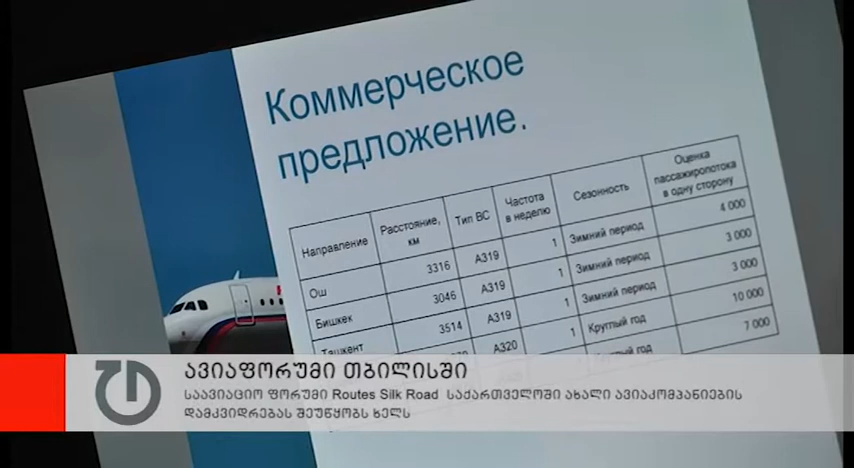 Коммерческое
предложение.
Направление Расстояние, км Тип ВС Частота в неделю Сезонность Оценка пассажиропотока в одну сторону
Ош 3316 A319 1 Зимний период 4 000
Бишкек 3046 A319 1 Зимний период 3 000
Ташкент 3514 A319 1 Зимний период 3 000
A320 1 Круглый год 10 000
Круглый год 7 000
ავიაფორუმი თბილისში
საავიაციო ფორუმი Routes Silk Road საქართველოში ახალი ავიაკომპანიების
დამკვიდრებას შეუწყობს ხელს